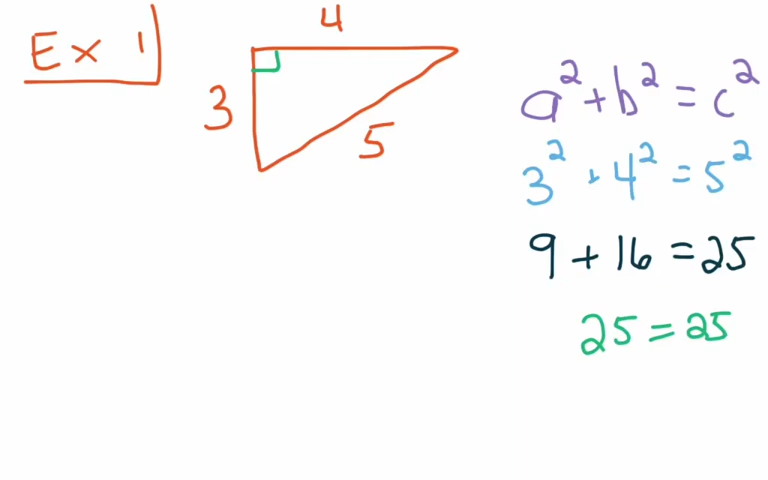 Ex 1
4
3
5
a² + b² = c²
3² + 4² = 5²
9 + 16 = 25
25 = 25